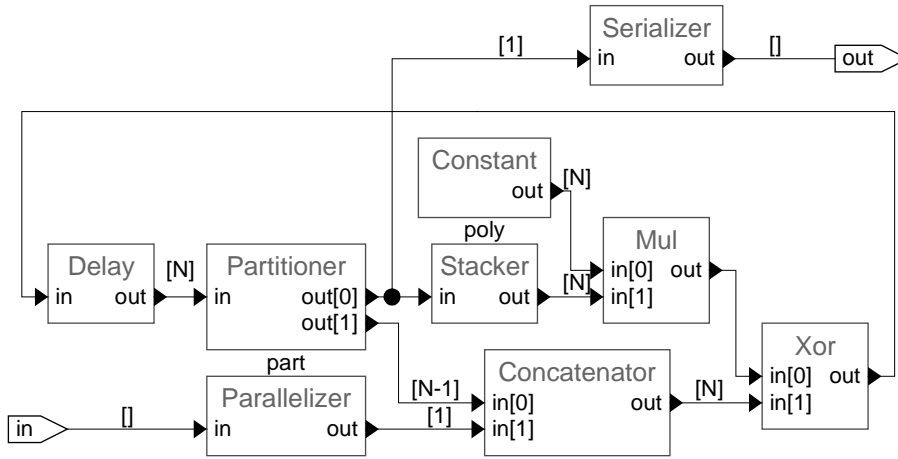 Serializer
[1]
in
out
[]
out
Constant
out
[N]
poly
Mul
in[0]
out
in[1]
Delay
in
out
[N]
Partitioner
in
out[0]
out[1]
part
Stacker
in
out
[N]
Xor
in[0]
out
in[1]
Concatenator
[N-1]
in[0]
out
in[1]
[N]
in
[]
Parallelizer
in
out
[1]